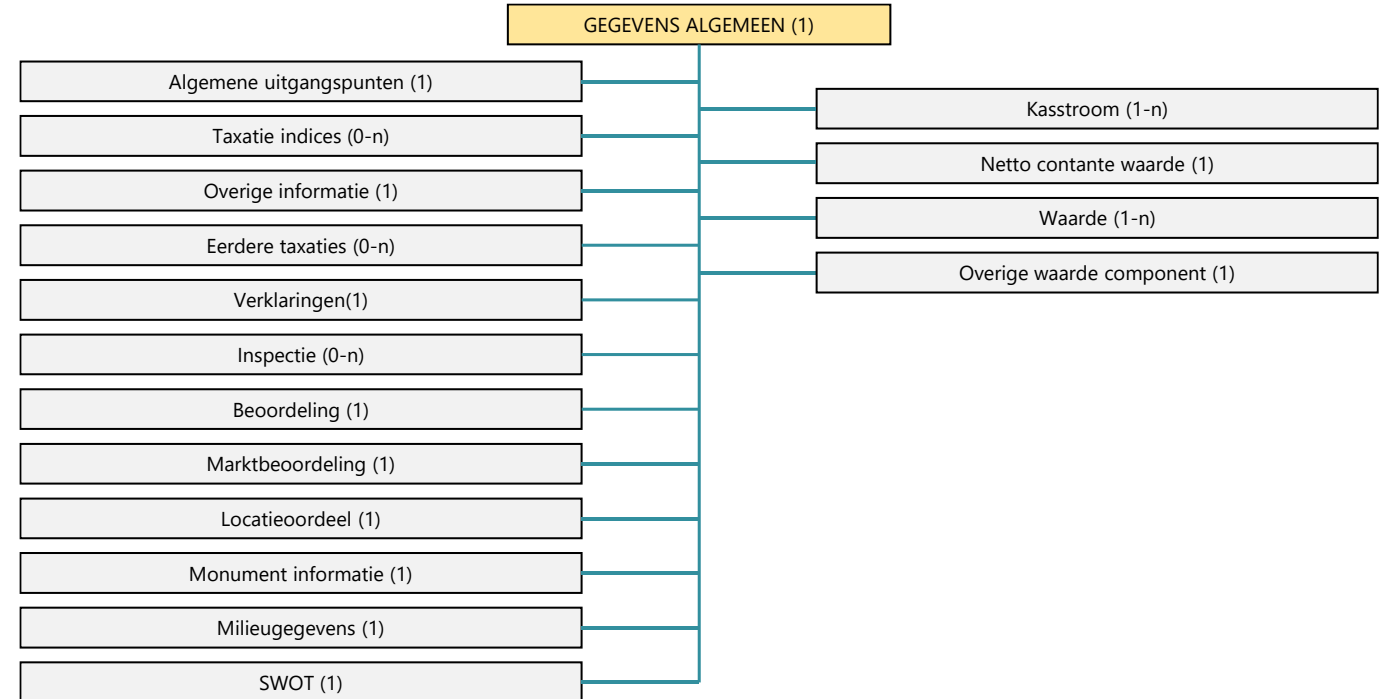 GEGEVENS ALGEMEEN (1)
Algemene uitgangspunten (1)
Taxatie indices (0-n)
Overige informatie (1)
Eerdere taxaties (0-n)
Verklaringen(1)
Inspectie (0-n)
Beoordeling (1)
Marktbeoordeling (1)
Locatieoordeel (1)
Monument informatie (1)
Milieugegevens (1)
SWOT (1)
Kasstroom (1-n)
Netto contante waarde (1)
Waarde (1-n)
Overige waarde component (1)